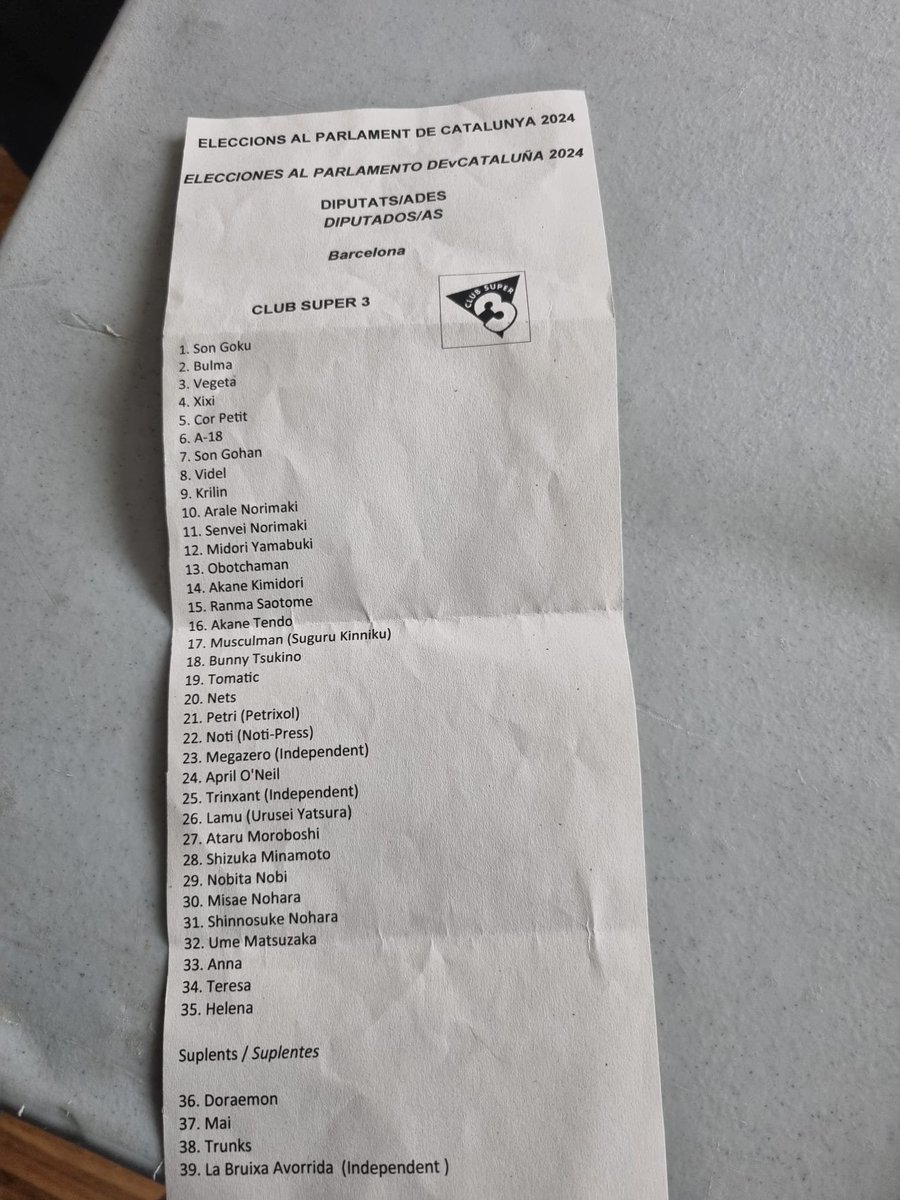 ELECCIONS AL PARLAMENT DE CATALUNYA 2024
ELECCIONES AL PARLAMENTO DEvCATALUÑA 2024
DIPUTATS/ADES
DIPUTADOS/AS
Barcelona
CLUB SUPER 3
CLUB SUPER
3
1. Son Goku
2. Bulma
3. Vegeta
4. Xixi
5. Cor Petit
6. A-18
7. Son Gohan
8. Videl
9. Krilin
10. Arale Norimaki
11. Senvei Norimaki
12. Midori Yamabuki
13. Obotchaman
14. Akane Kimidori
15. Ranma Saotome
16. Akane Tendo
17. Musculman (Suguru Kinniku)
18. Bunny Tsukino
19. Tomatic
20. Nets
21. Petri (Petrixol)
22. Noti (Noti-Press)
23. Megazero (Independent)
24. April O'Neil
25. Trinxant (Independent)
26. Lamu (Urusei Yatsura)
27. Ataru Moroboshi
28. Shizuka Minamoto
29. Nobita Nobi
30. Misae Nohara
31. Shinnosuke Nohara
32. Ume Matsuzaka
33. Anna
34. Teresa
35. Helena
Suplents / Suplentes
36. Doraemon
37. Mai
38. Trunks
39. La Bruixa Avorrida (Independent )